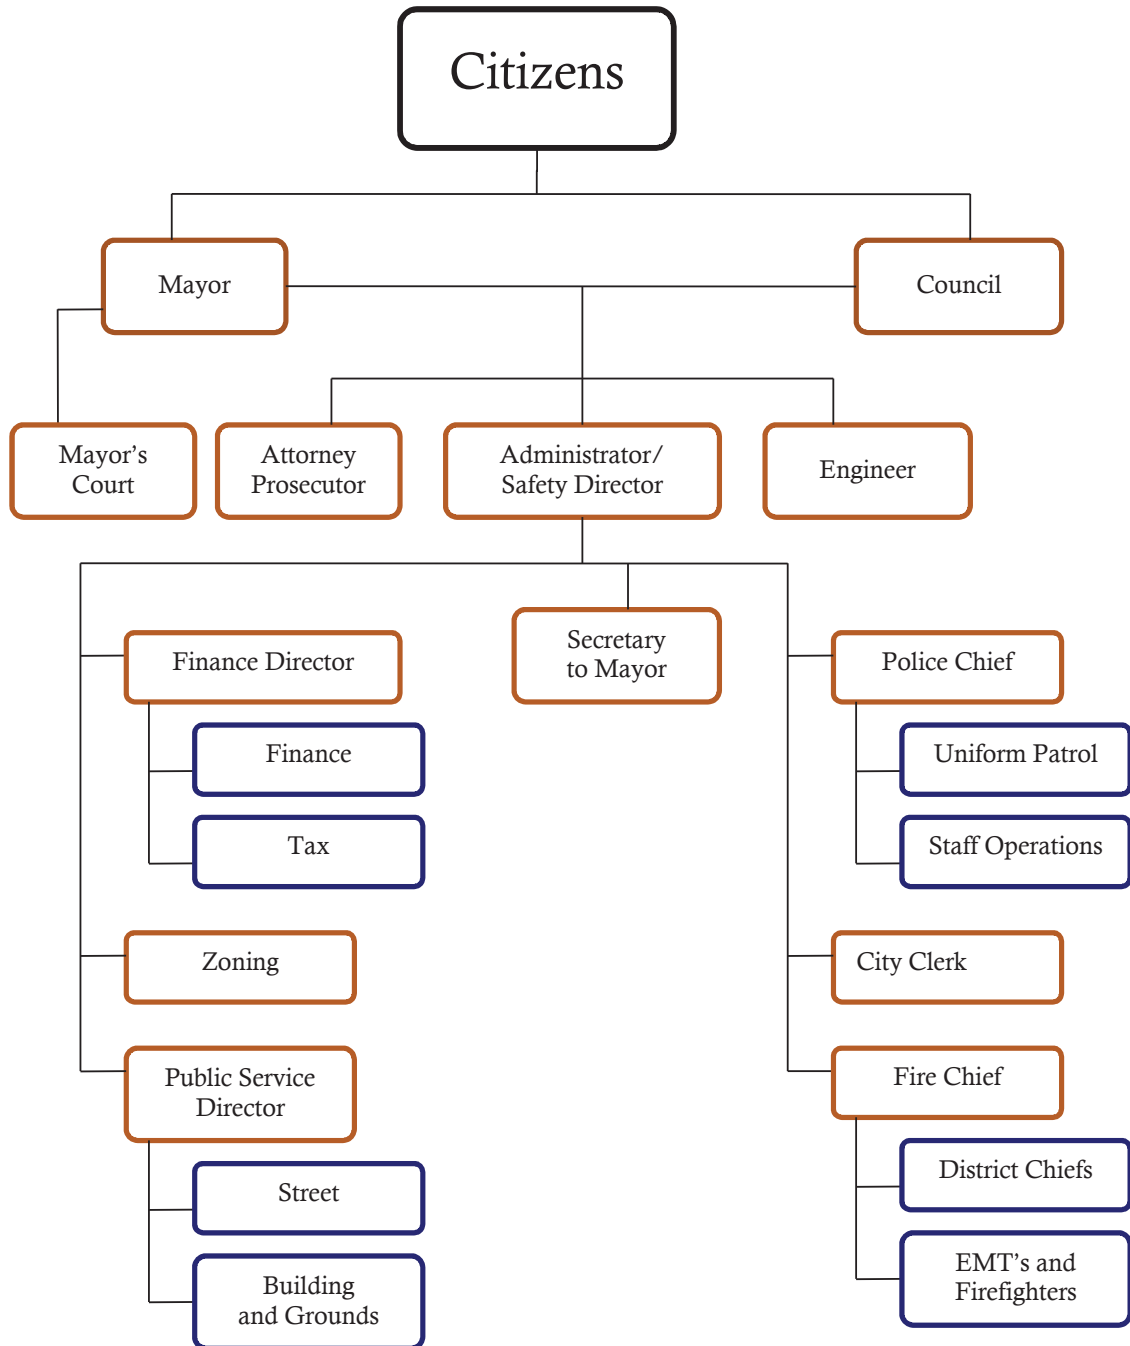 Citizens
Mayor
Council
Mayor’s
Court
Attorney
Prosecutor
Administrator/
Safety Director
Engineer
Secretary
to Mayor
Finance Director
Finance
Tax
Zoning
Public Service
Director
Street
Building
and Grounds
Police Chief
Uniform Patrol
Staff Operations
City Clerk
Fire Chief
District Chiefs
EMT’s and
Firefighters